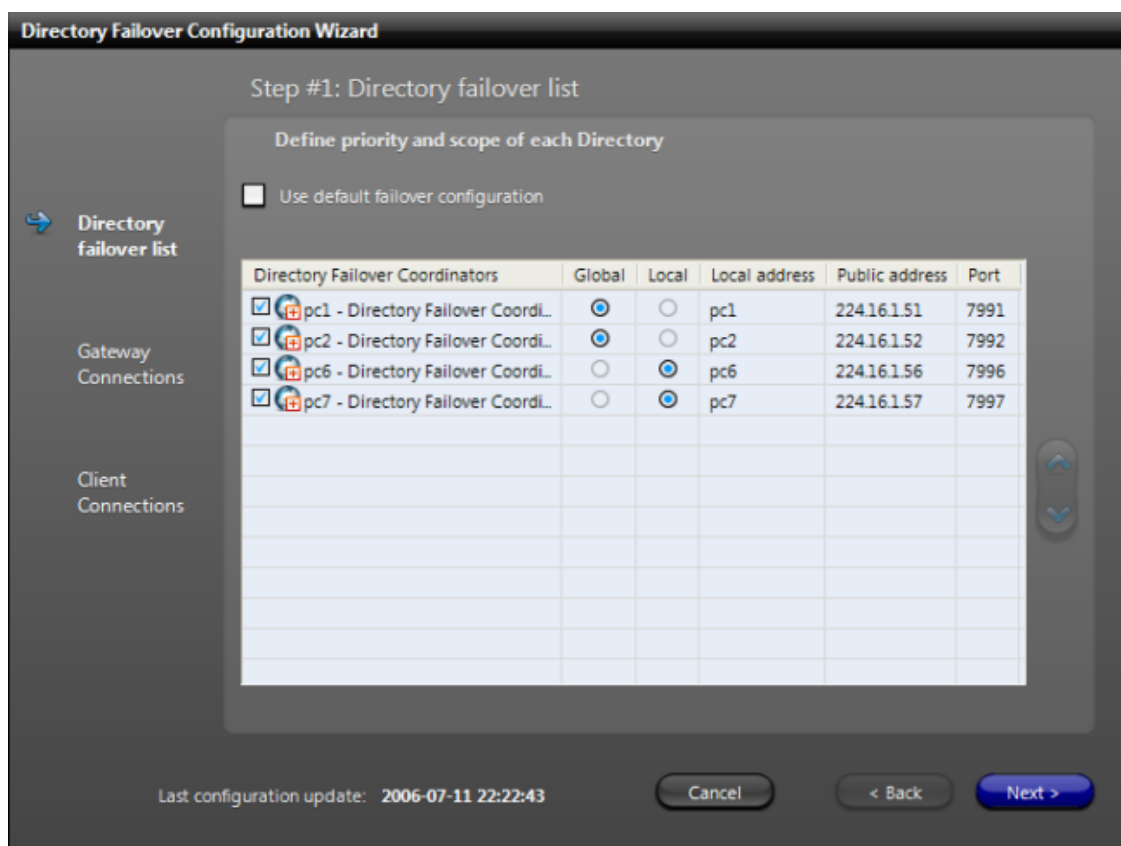 Directory Failover Configuration Wizard
Step #1: Directory failover list
Define priority and scope of each Directory
Use default failover configuration
Directory
failover list
Gateway
Connections
Client
Connections
Directory Failover Coordinators Global Local Local address Public address Port
pc1 - Directory Failover Coordi... pc1 224.16.1.51 7991
pc2 - Directory Failover Coordi... pc2 224.16.1.52 7992
pc6 - Directory Failover Coordi... pc6 224.16.1.56 7996
pc7 - Directory Failover Coordi... pc7 224.16.1.57 7997
Last configuration update: 2006-07-11 22:22:43
Cancel
< Back
Next >